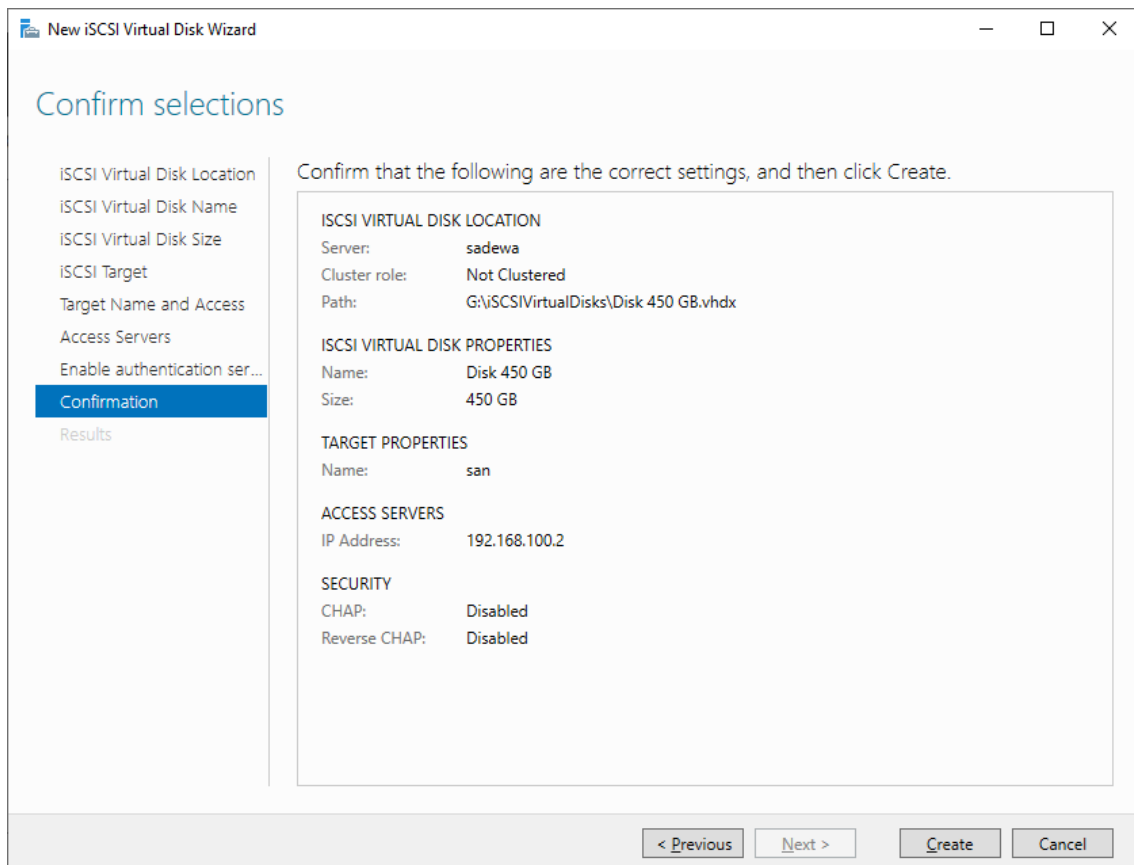 New iSCSI Virtual Disk Wizard
Confirm selections
iSCSI Virtual Disk Location
iSCSI Virtual Disk Name
iSCSI Virtual Disk Size
iSCSI Target
Target Name and Access
Access Servers
Enable authentication ser...
Confirmation
Results
Confirm that the following are the correct settings, and then click Create.
ISCSI VIRTUAL DISK LOCATION
Server: sadewa
Cluster role: Not Clustered
Path: G:\iSCSIVirtualDisks\Disk 450 GB.vhdx
ISCSI VIRTUAL DISK PROPERTIES
Name: Disk 450 GB
Size: 450 GB
TARGET PROPERTIES
Name: san
ACCESS SERVERS
IP Address: 192.168.100.2
SECURITY
CHAP: Disabled
Reverse CHAP: Disabled
< Previous Next > Create Cancel